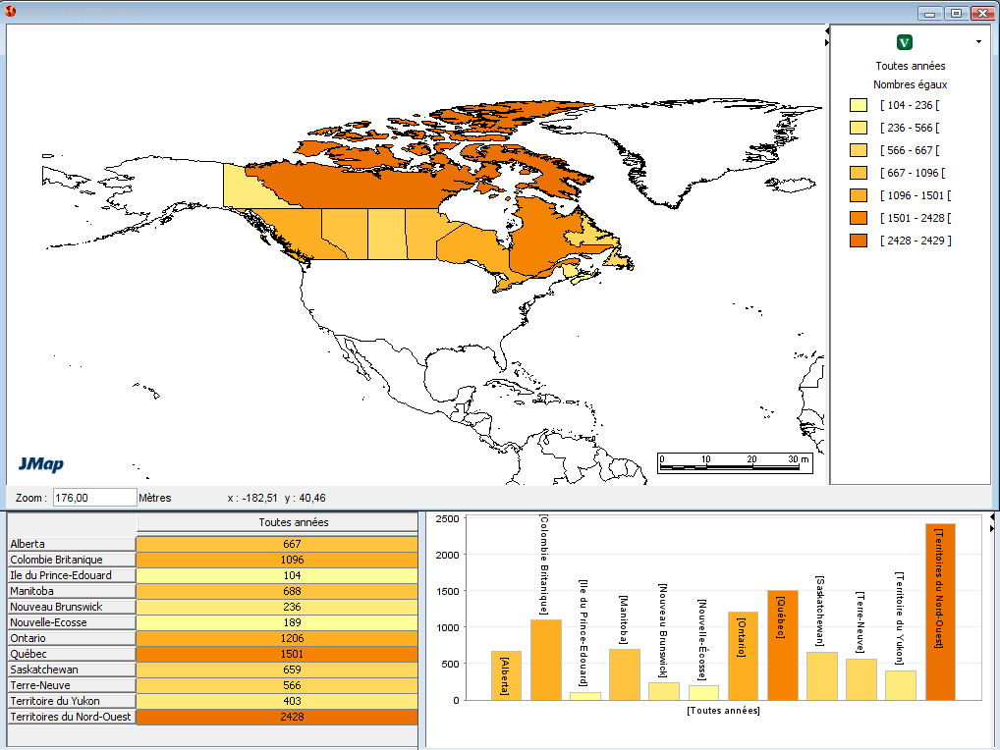 V
Toutes années
Nombres égaux
[ 104 - 236 [
[ 236 - 566 [
[ 566 - 667 [
[ 667 - 1096 [
[ 1096 - 1501 [
[ 1501 - 2428 [
[ 2428 - 2429 ]
JMap
0 10 20 30 m
Zoom : 176,00 Mètres x : -182,51 y : 40,46
Toutes années
Alberta 667
Colombie Britanique 1096
Ile du Prince-Edouard 104
Manitoba 688
Nouveau Brunswick 236
Nouvelle-Ecosse 189
Ontario 1206
Québec 1501
Saskatchewan 659
Terre-Neuve 566
Territoire du Yukon 403
Territoires du Nord-Ouest 2428
2500
2000
1500
1000
500
0
[Alberta]
[Colombie Britanique]
[Ile du Prince-Edouard]
[Manitoba]
[Nouveau Brunswick]
[Nouvelle-Ecosse]
[Ontario]
[Québec]
[Saskatchewan]
[Terre-Neuve]
[Territoire du Yukon]
[Territoires du Nord-Ouest]
[Toutes années]